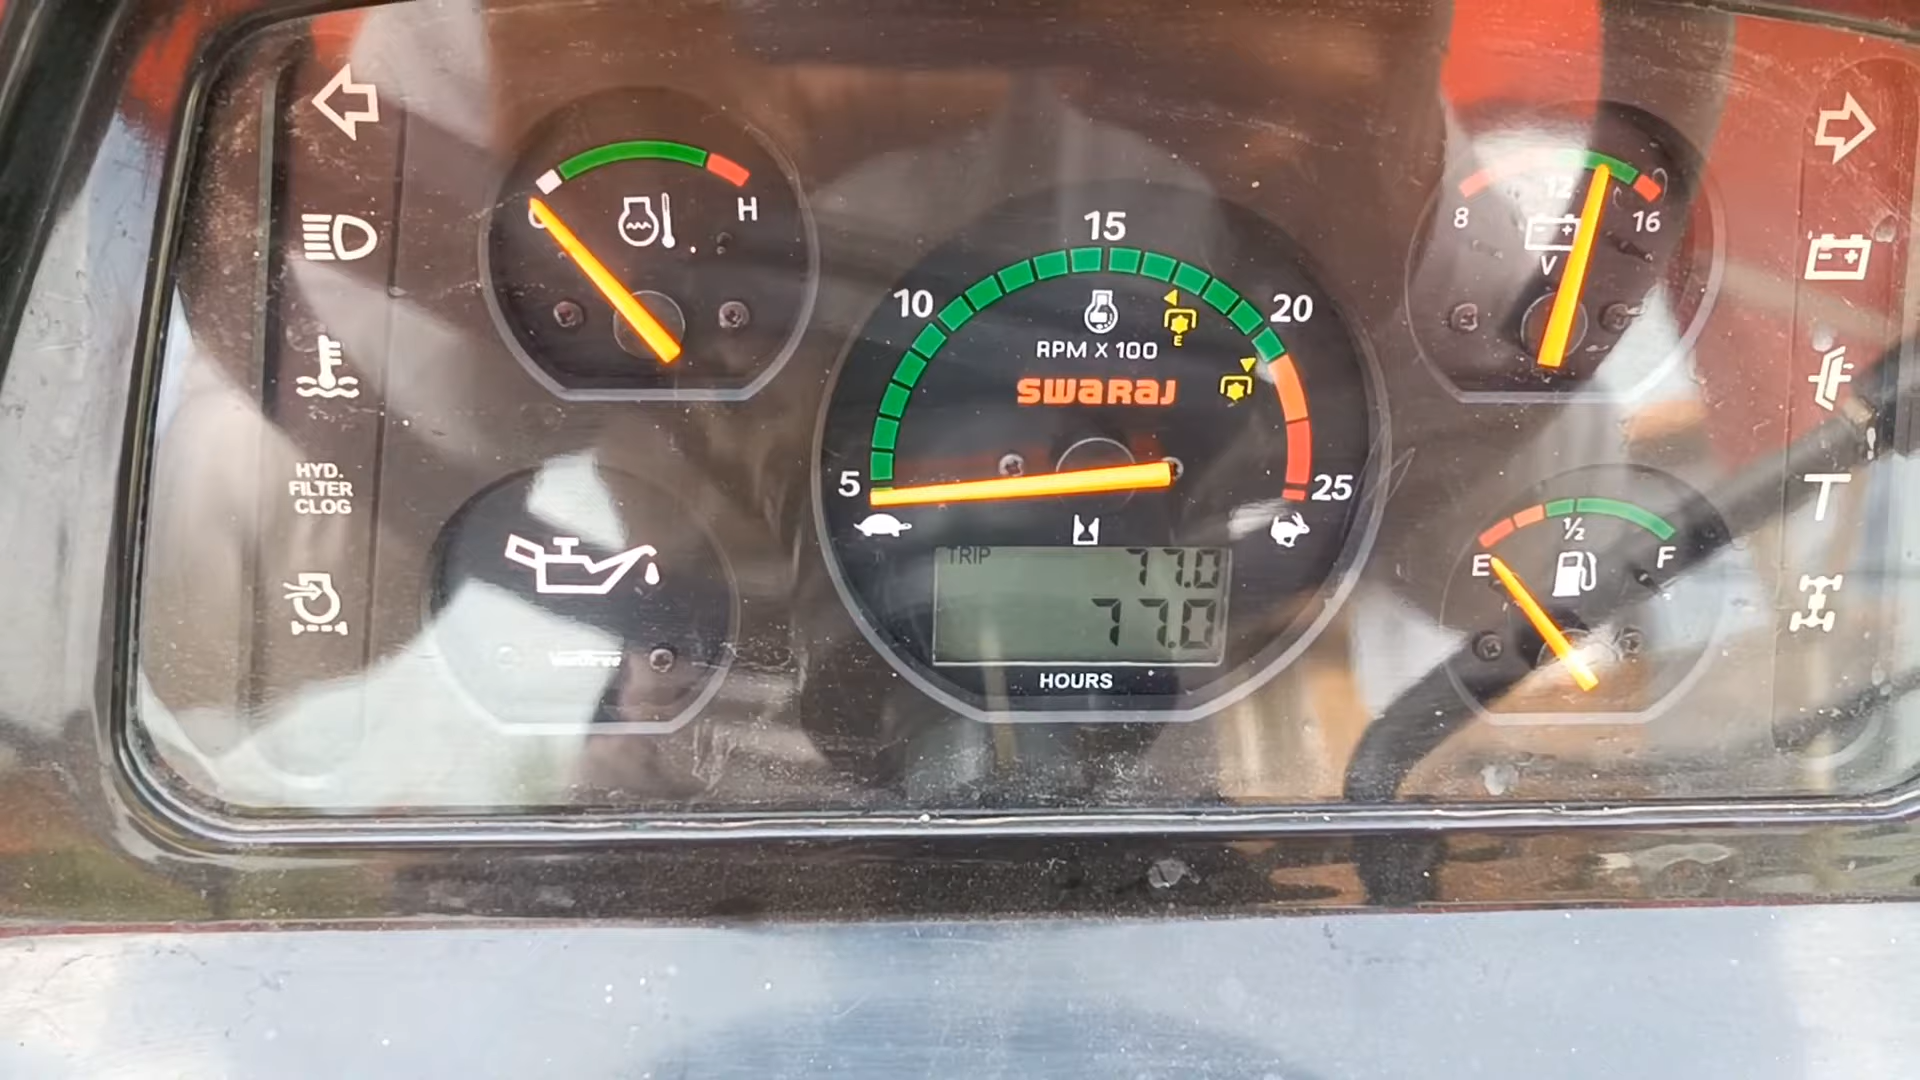 H
15
10
20
RPM X 100
swaraj
E
5
25
8
12
16
V
HYD.
FILTER
CLOG
TRIP
77.0
77.0
HOURS
½
E
F
T